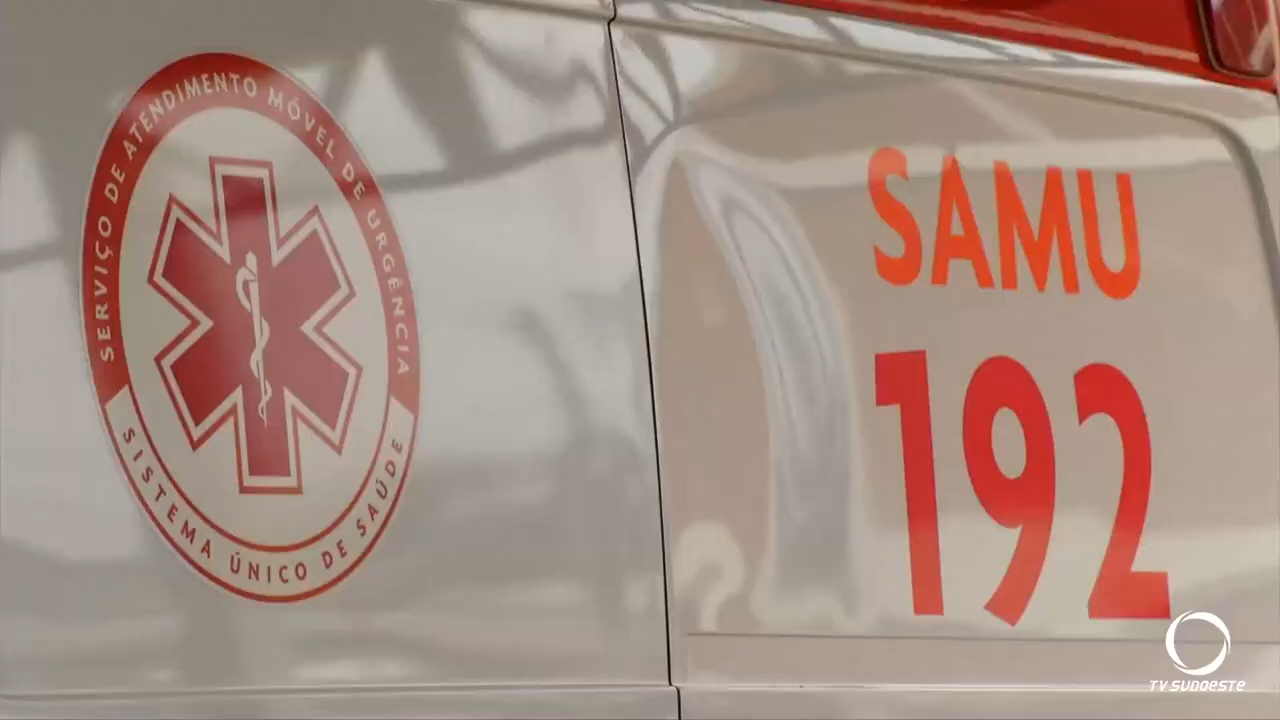 SERVIÇO DE ATENDIMENTO MÓVEL DE URGÊNCIA
SISTEMA ÚNICO DE SAÚDE
SAMU
192
TV SUDOESTE